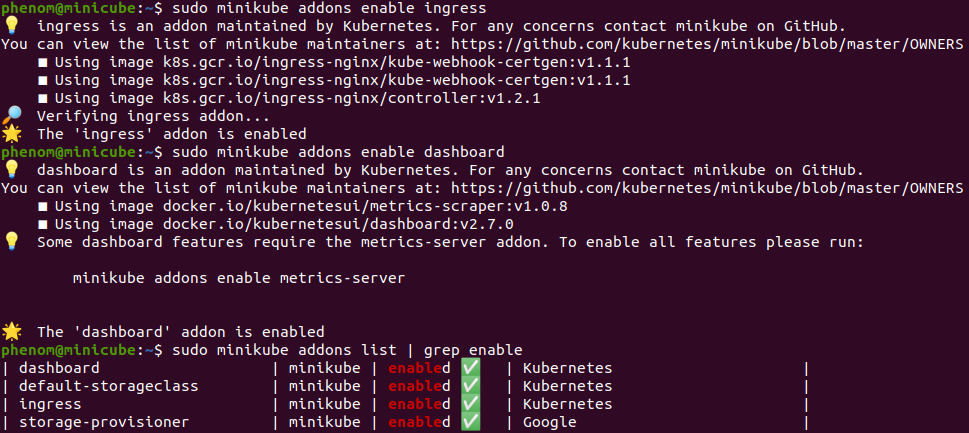 phenom@minicube:~$ sudo minikube addons enable ingress
💡 ingress is an addon maintained by Kubernetes. For any concerns contact minikube on GitHub.
You can view the list of minikube maintainers at: https://github.com/kubernetes/minikube/blob/master/OWNERS
    ■ Using image k8s.gcr.io/ingress-nginx/kube-webhook-certgen:v1.1.1
    ■ Using image k8s.gcr.io/ingress-nginx/kube-webhook-certgen:v1.1.1
    ■ Using image k8s.gcr.io/ingress-nginx/controller:v1.2.1
🔎 Verifying ingress addon...
🌟 The 'ingress' addon is enabled
phenom@minicube:~$ sudo minikube addons enable dashboard
💡 dashboard is an addon maintained by Kubernetes. For any concerns contact minikube on GitHub.
You can view the list of minikube maintainers at: https://github.com/kubernetes/minikube/blob/master/OWNERS
    ■ Using image docker.io/kubernetesui/metrics-scraper:v1.0.8
    ■ Using image docker.io/kubernetesui/dashboard:v2.7.0
💡 Some dashboard features require the metrics-server addon. To enable all features please run:
        minikube addons enable metrics-server
🌟 The 'dashboard' addon is enabled
phenom@minicube:~$ sudo minikube addons list | grep enable
| dashboard                   | minikube | enabled ✅   | Kubernetes                     |
| default-storageclass        | minikube | enabled ✅   | Kubernetes                     |
| ingress                     | minikube | enabled ✅   | Kubernetes                     |
| storage-provisioner         | minikube | enabled ✅   | Google                         |